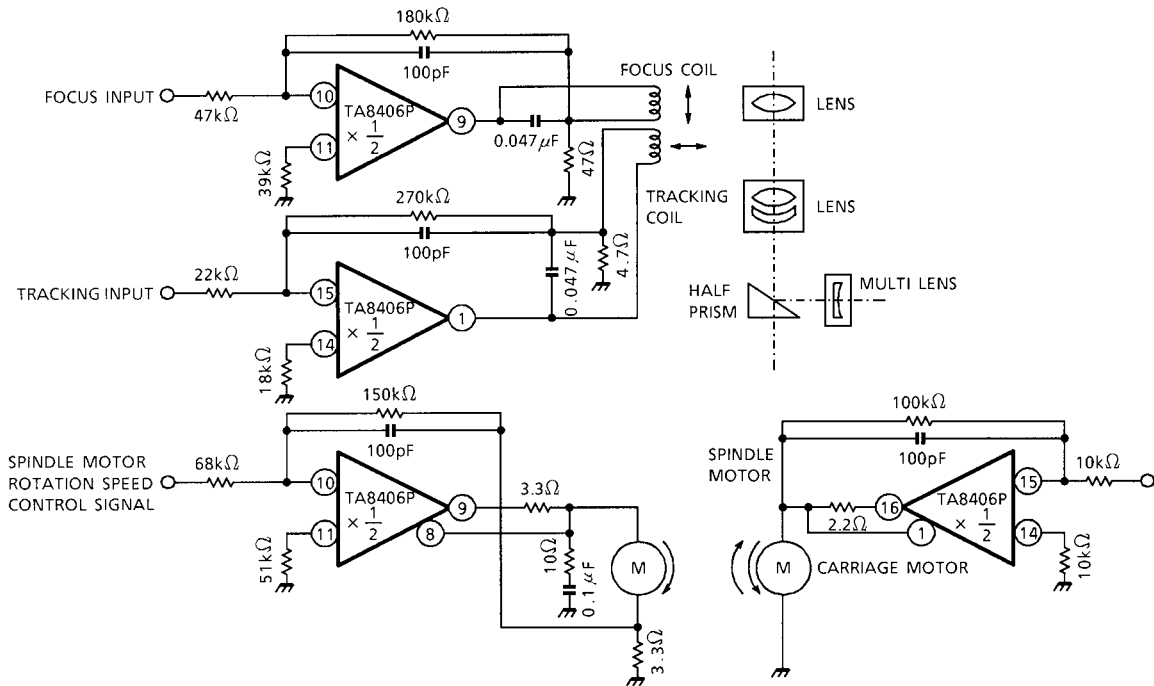 180kΩ
100pF
FOCUS INPUT
47kΩ
10
TA8406P
× 1/2
9
11
39kΩ
0.047μF
47Ω
FOCUS COIL
LENS
TRACKING
COIL
LENS
270kΩ
100pF
0.047μF
4.7Ω
22kΩ
TRACKING INPUT
15
TA8406P
× 1/2
1
14
18kΩ
HALF
PRISM
MULTI LENS
150kΩ
100pF
SPINDLE MOTOR
ROTATION SPEED
CONTROL SIGNAL
68kΩ
10
TA8406P
× 1/2
9
8
11
51kΩ
3.3Ω
10Ω
0.1μF
M
3.3Ω
SPINDLE
MOTOR
100kΩ
100pF
10kΩ
15
TA8406P
× 1/2
16
1
14
2.2Ω
10kΩ
M
CARRIAGE MOTOR